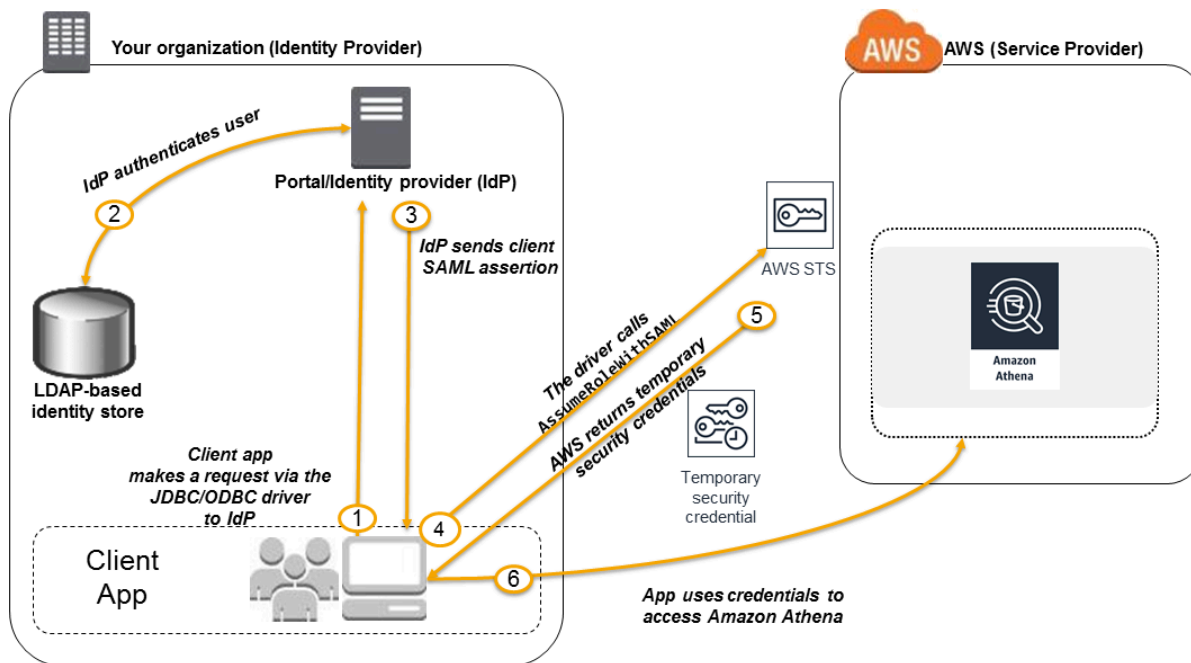 Your organization (Identity Provider)
AWS
AWS (Service Provider)
IdP authenticates user
2
Portal/Identity provider (IdP)
3
IdP sends client
SAML assertion
AWS STS
5
The driver calls
AssumeRoleWithSAML
AWS returns temporary
security credentials
Amazon
Athena
LDAP-based
identity store
Temporary
security
credential
Client app
makes a request via the
JDBC/ODBC driver
to IdP
1
4
Client
App
6
App uses credentials to
access Amazon Athena